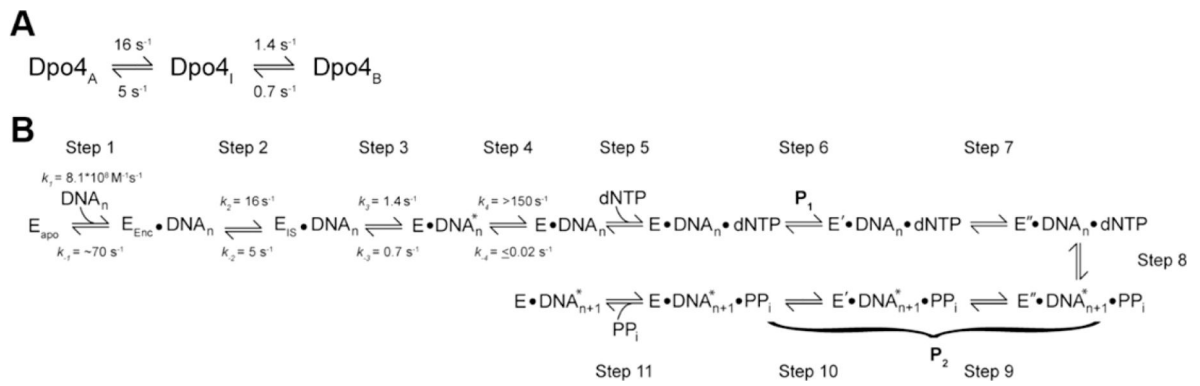 A
16 s⁻¹ 1.4 s⁻¹
Dpo4A Dpo4I Dpo4B
5 s⁻¹ 0.7 s⁻¹
B
Step 1 Step 2 Step 3 Step 4 Step 5 Step 6 Step 7
k₁ = 8.1*10⁸ M⁻¹s⁻¹
DNAn k₂ = 16 s⁻¹ k₃ = 1.4 s⁻¹ k₄ = >150 s⁻¹ dNTP P₁
Eapo EEnc•DNAn EIS•DNAn E•DNA*n E•DNAn E•DNAn•dNTP E′•DNAn•dNTP E″•DNAn•dNTP
k₋₁ = ~70 s⁻¹ k₋₂ = 5 s⁻¹ k₋₃ = 0.7 s⁻¹ k₋₄ = ≤0.02 s⁻¹
Step 8
E•DNA*n+1 E•DNA*n+1•PPi E′•DNA*n+1•PPi E″•DNA*n+1•PPi
PPi
P₂
Step 11 Step 10 Step 9